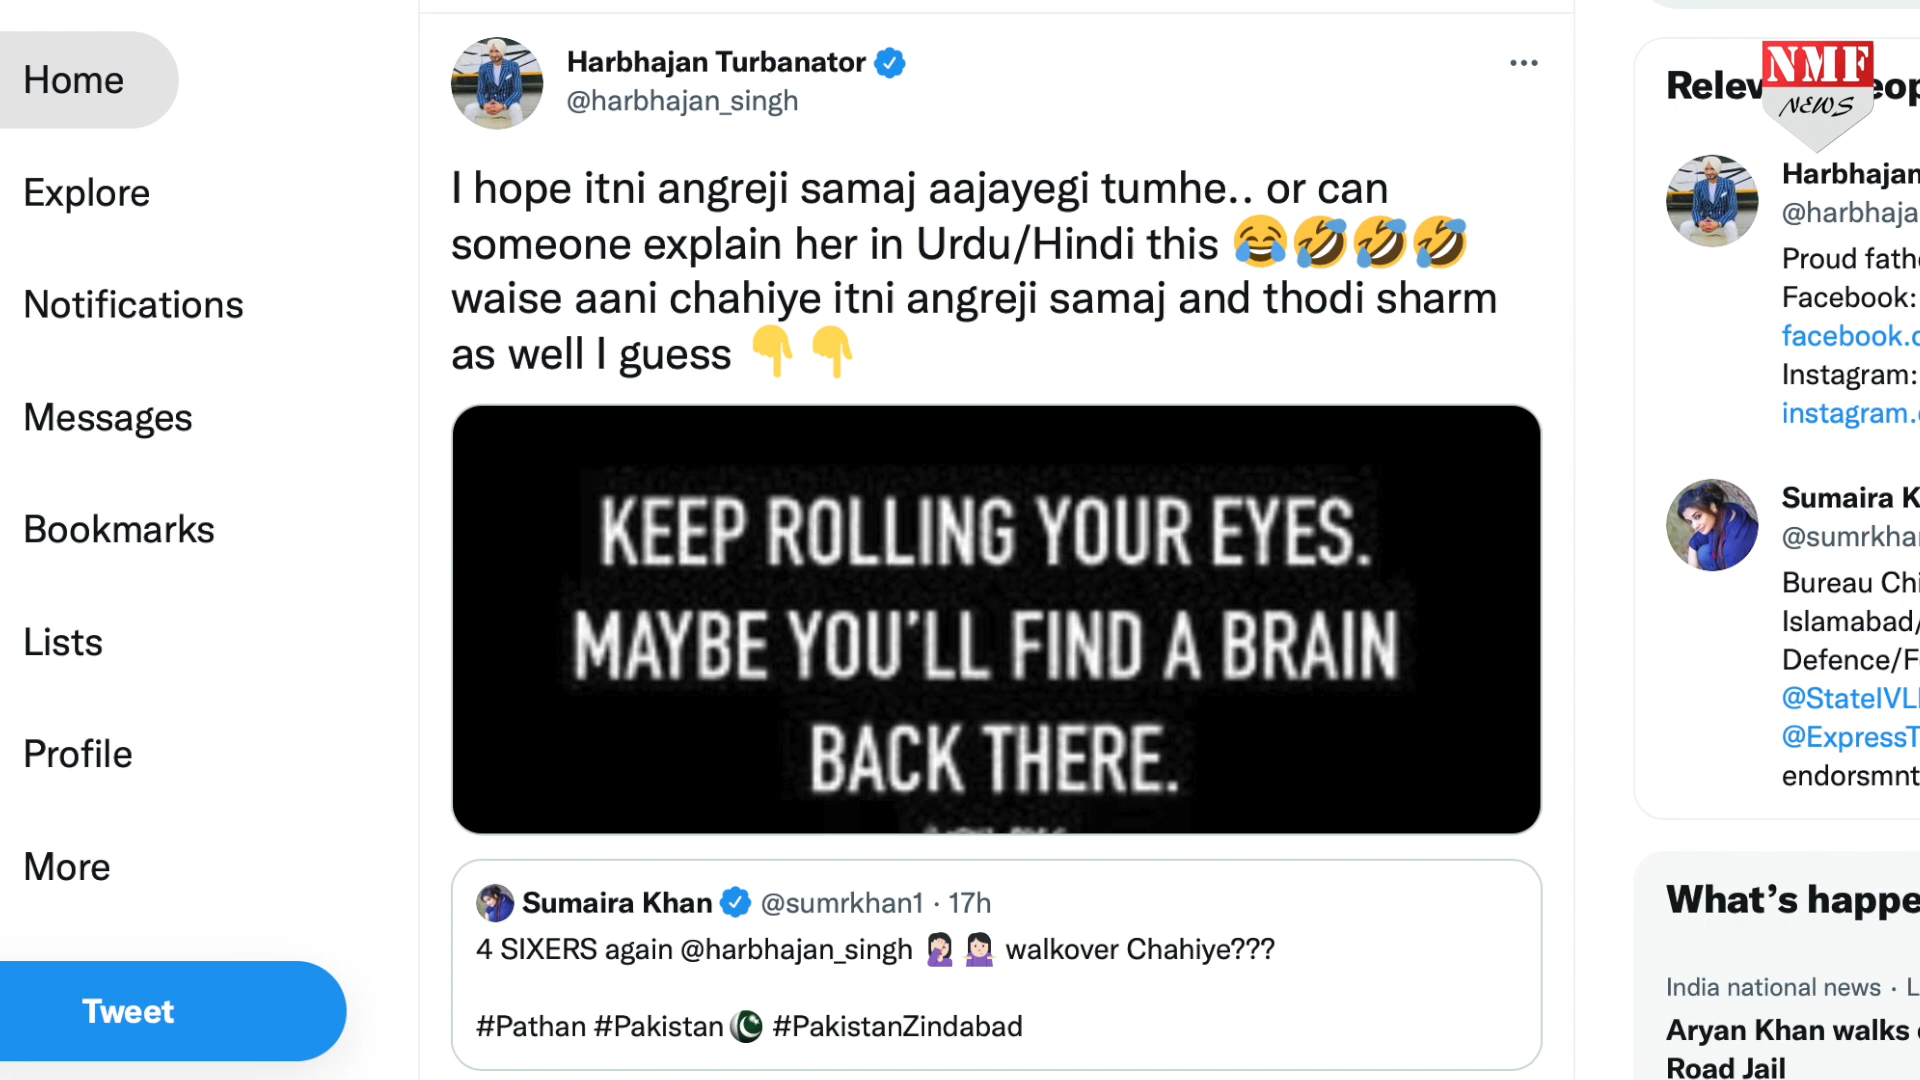 Home
Explore
Notifications
Messages
Bookmarks
Lists
Profile
More
Tweet
Harbhajan Turbanator
@harbhajan_singh
I hope itni angreji samaj aajayegi tumhe.. or can
someone explain her in Urdu/Hindi this 😂🤣🤣🤣
waise aani chahiye itni angreji samaj and thodi sharm
as well I guess 👇👇
KEEP ROLLING YOUR EYES.
MAYBE YOU'LL FIND A BRAIN
BACK THERE.
Sumaira Khan @sumrkhan1 · 17h
4 SIXERS again @harbhajan_singh 🤦🏻‍♀️ 🤷🏻‍♀️ walkover Chahiye???
#Pathan #Pakistan #PakistanZindabad
NMF
NEWS
Harbhajan
@harbhaja
Proud fath
Facebook:
facebook.c
Instagram:
instagram.
Sumaira K
@sumrkha
Bureau Chi
Islamabad/
Defence/F
@StateIVL
@ExpressT
endorsmnt
What's happe
India national news · L
Aryan Khan walks
Road Jail